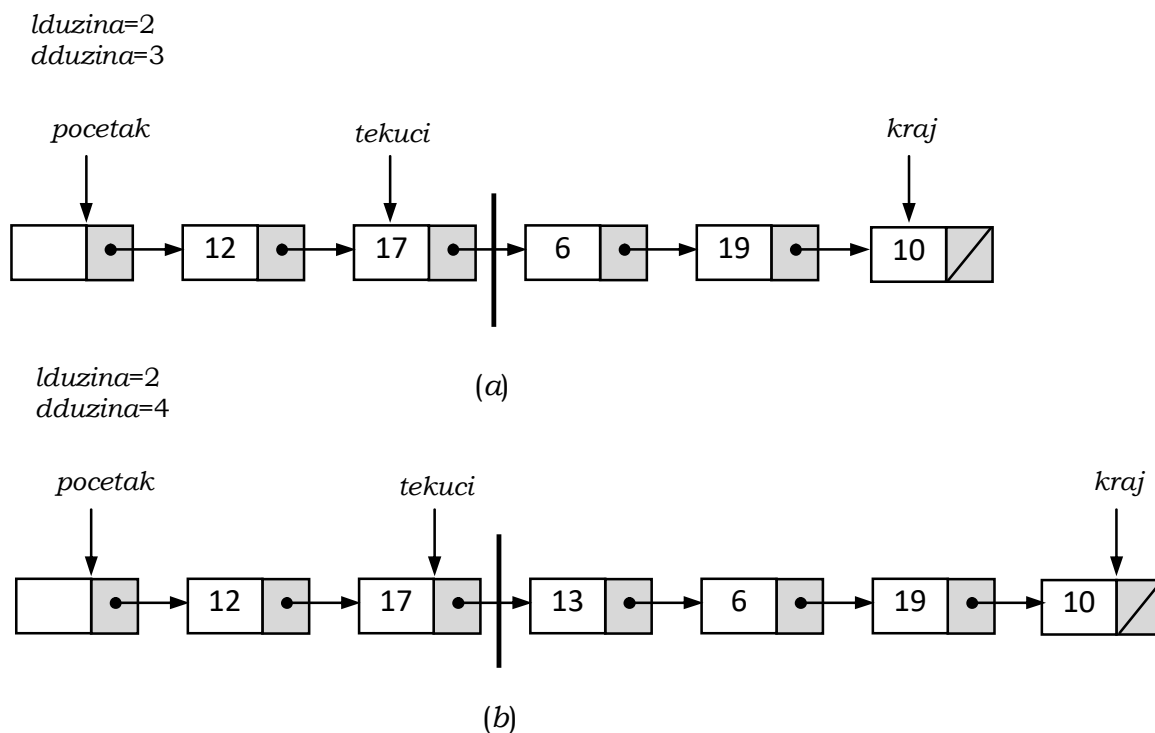 lduzina=2
dduzina=3
pocetak tekuci kraj
12 17 6 19 10
(a)
lduzina=2
dduzina=4
pocetak tekuci kraj
12 17 13 6 19 10
(b)